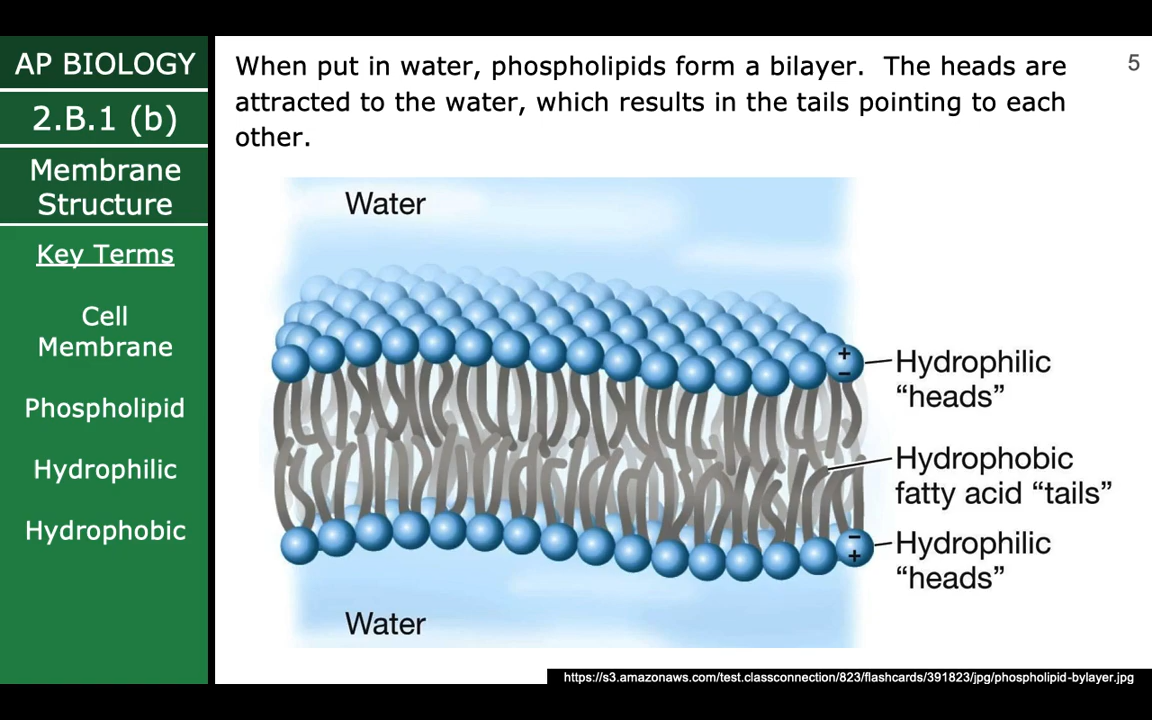 AP BIOLOGY
2.B.1 (b)
Membrane
Structure
Key Terms
Cell
Membrane
Phospholipid
Hydrophilic
Hydrophobic
When put in water, phospholipids form a bilayer.  The heads are
attracted to the water, which results in the tails pointing to each
other.
5
Water
+
−
Hydrophilic
“heads”
Hydrophobic
fatty acid “tails”
−
+
Hydrophilic
“heads”
Water
https://s3.amazonaws.com/test.classconnection/823/flashcards/391823/jpg/phospholipid-bylayer.jpg